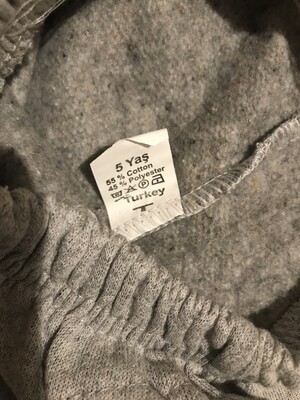 5 Yaş
55 % Cotton
45 % Polyester
Turkey